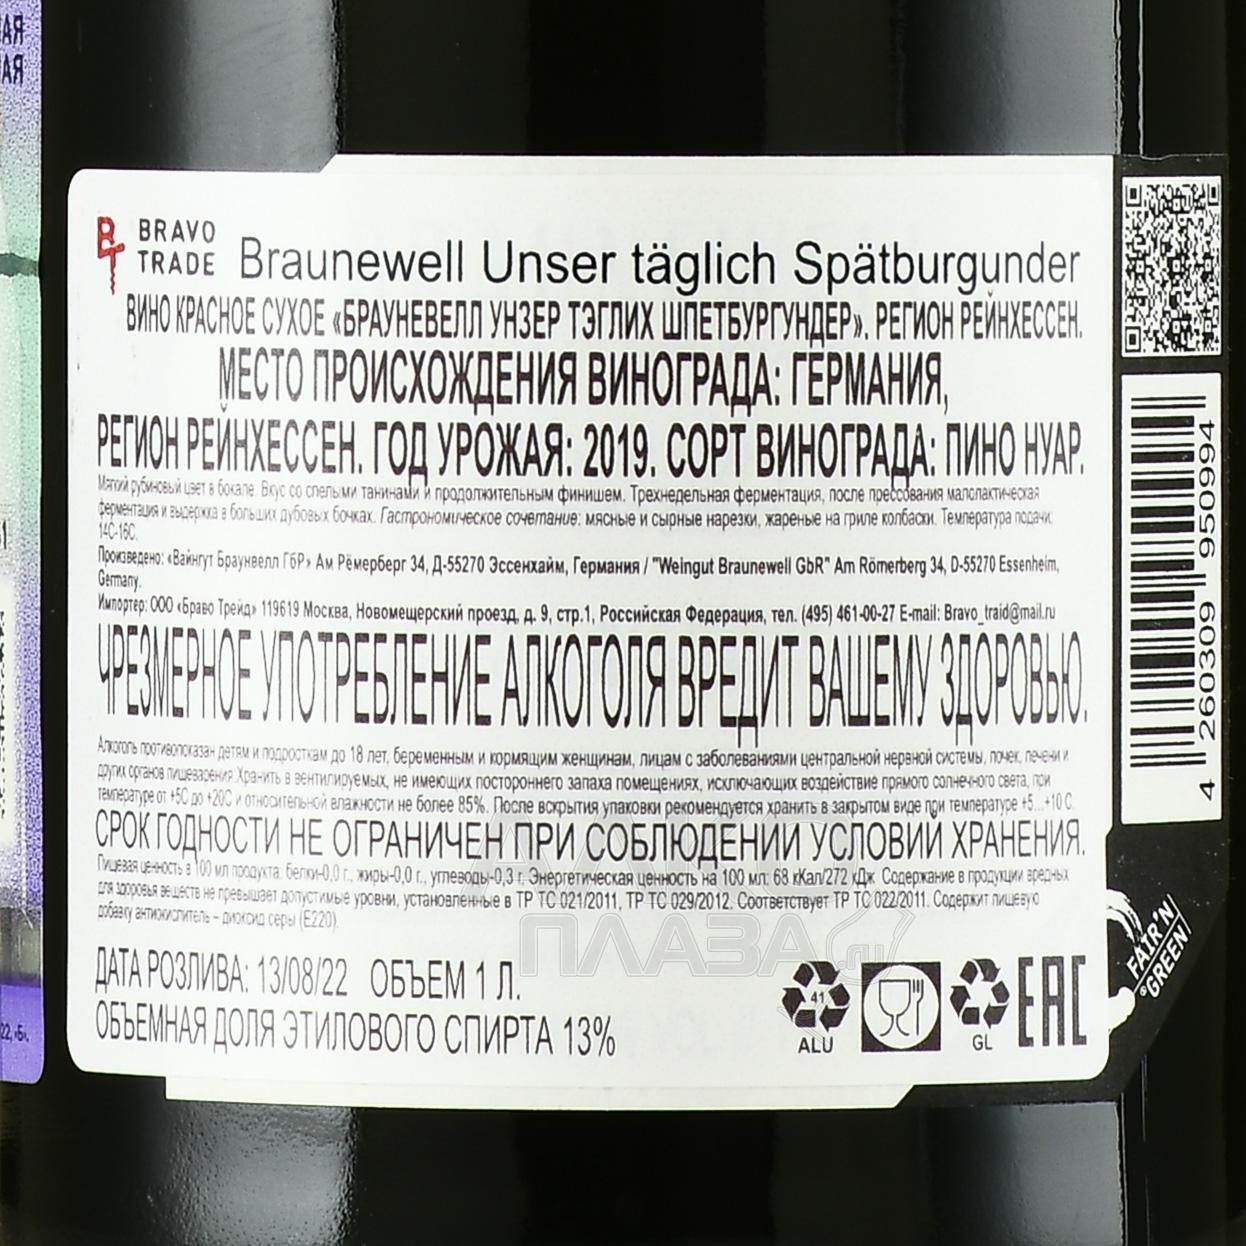 АЯ
АЯ
BRAVO
TRADE
Braunewell Unser täglich Spätburgunder
ВИНО КРАСНОЕ СУХОЕ «БРАУНЕВЕЛЛ УНЗЕР ТЭГЛИХ ШПЕТБУРГУНДЕР». РЕГИОН РЕЙНХЕССЕН.
МЕСТО ПРОИСХОЖДЕНИЯ ВИНОГРАДА: ГЕРМАНИЯ,
РЕГИОН РЕЙНХЕССЕН. ГОД УРОЖАЯ: 2019. СОРТ ВИНОГРАДА: ПИНО НУАР.
Мягкий рубиновый цвет в бокале. Вкус со спелыми танинами и продолжительным финишем. Трехнедельная ферментация, после прессования малолактическая
ферментация и выдержка в больших дубовых бочках. Гастрономическое сочетание: мясные и сырные нарезки, жареные на гриле колбаски. Температура подачи:
14С-16С.
Произведено: «Вайнгут Браунвелл ГбР» Ам Рёмерберг 34, Д-55270 Эссенхайм, Германия / "Weingut Braunewell GbR" Am Römerberg 34, D-55270 Essenheim,
Germany.
Импортер: ООО «Браво Трейд» 119619 Москва, Новомещерский проезд, д. 9, стр.1, Российская Федерация, тел. (495) 461-00-27 E-mail: Bravo_traid@mail.ru
ЧРЕЗМЕРНОЕ УПОТРЕБЛЕНИЕ АЛКОГОЛЯ ВРЕДИТ ВАШЕМУ ЗДОРОВЬЮ.
Алкоголь противопоказан детям и подросткам до 18 лет, беременным и кормящим женщинам, лицам с заболеваниями центральной нервной системы, почек, печени и
других органов пищеварения.Хранить в вентилируемых, не имеющих постороннего запаха помещениях, исключающих воздействие прямого солнечного света, при
температуре от +5С до +20С и относительной влажности не более 85%. После вскрытия упаковки рекомендуется хранить в закрытом виде при температуре +5...+10 С.
СРОК ГОДНОСТИ НЕ ОГРАНИЧЕН ПРИ СОБЛЮДЕНИИ УСЛОВИЙ ХРАНЕНИЯ.
Пищевая ценность в 100 мл продукта: белки-0,0 г., жиры-0,0 г., углеводы-0,3 г. Энергетическая ценность на 100 мл: 68 кКал/272 кДж. Содержание в продукции вредных
для здоровья веществ не превышает допустимые уровни, установленные в ТР ТС 021/2011, ТР ТС 029/2012. Соответствует ТР ТС 022/2011. Содержит пищевую
добавку антиокислитель – диоксид серы (Е220).
ДАТА РОЗЛИВА: 13/08/22 ОБЪЕМ 1 Л.
ОБЪЕМНАЯ ДОЛЯ ЭТИЛОВОГО СПИРТА 13%
41
ALU
GL
EAC
4 260309 950994
FAIR'N
GREEN
АЛКО
ПЛАЗА.ru